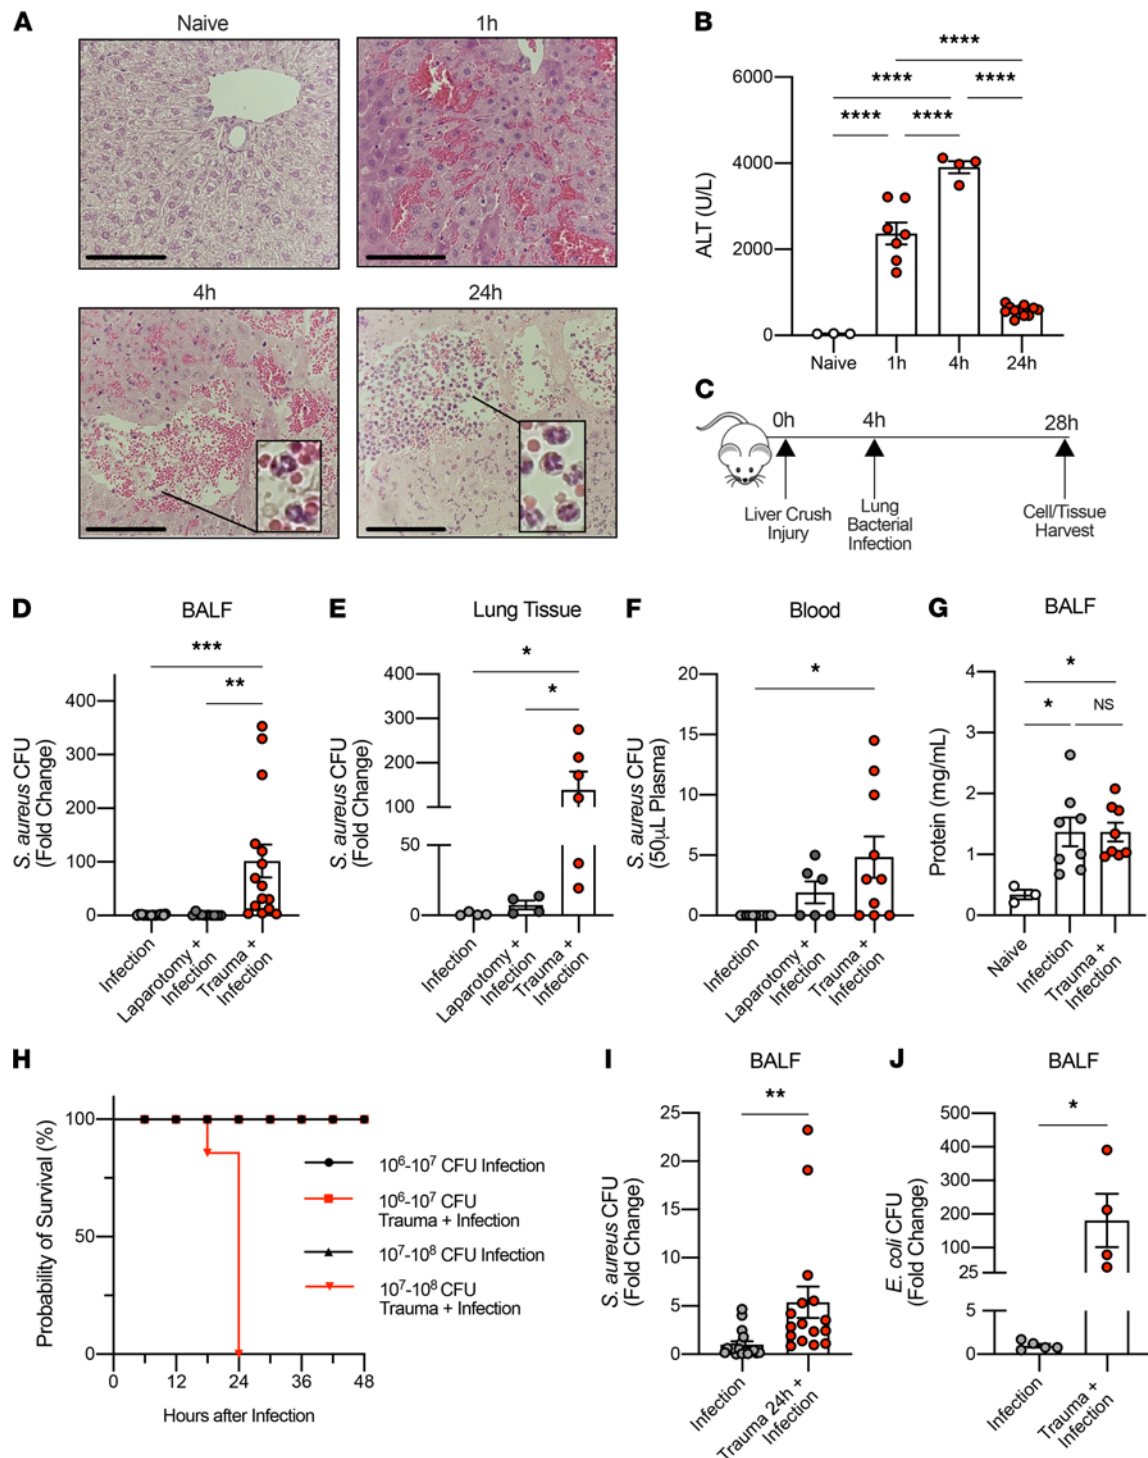 A
Naive
1h
4h
24h
B
****
****
****
****
****
6000
4000
2000
0
ALT (U/L)
Naive
1h
4h
24h
C
0h
4h
28h
Liver Crush
Injury
Lung
Bacterial
Infection
Cell/Tissue
Harvest
D
BALF
***
**
400
300
200
100
0
S. aureus CFU
(Fold Change)
Infection
Laparotomy +
Infection
Trauma +
Infection
E
Lung Tissue
*
*
400
300
200
100
50
0
S. aureus CFU
(Fold Change)
Infection
Laparotomy +
Infection
Trauma +
Infection
F
Blood
*
20
15
10
5
0
S. aureus CFU
(50µL Plasma)
Infection
Laparotomy +
Infection
Trauma +
Infection
G
BALF
*
*
NS
4
3
2
1
0
Protein (mg/mL)
Naive
Infection
Trauma +
Infection
H
100
50
0
Probability of Survival (%)
0
12
24
36
48
Hours after Infection
10⁶-10⁷ CFU Infection
10⁶-10⁷ CFU
Trauma + Infection
10⁷-10⁸ CFU Infection
10⁷-10⁸ CFU
Trauma + Infection
I
BALF
**
25
20
15
10
5
0
S. aureus CFU
(Fold Change)
Infection
Trauma 24h +
Infection
J
BALF
*
500
400
300
200
100
25
5
0
E. coli CFU
(Fold Change)
Infection
Trauma +
Infection